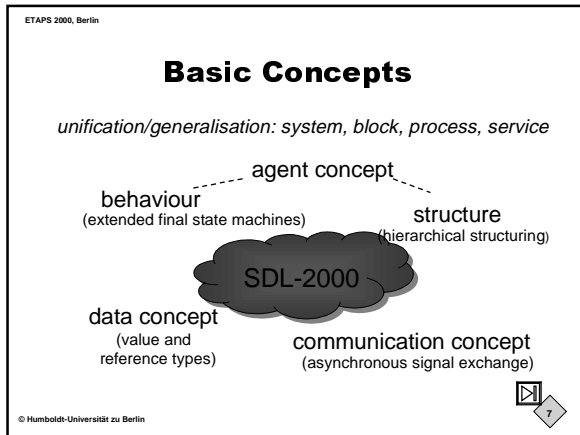 ETAPS 2000, Berlin
Basic Concepts
unification/generalisation: system, block, process, service
agent concept
behaviour
(extended final state machines)
structure
(hierarchical structuring)
SDL-2000
data concept
(value and
reference types)
communication concept
(asynchronous signal exchange)
7
© Humboldt-Universität zu Berlin